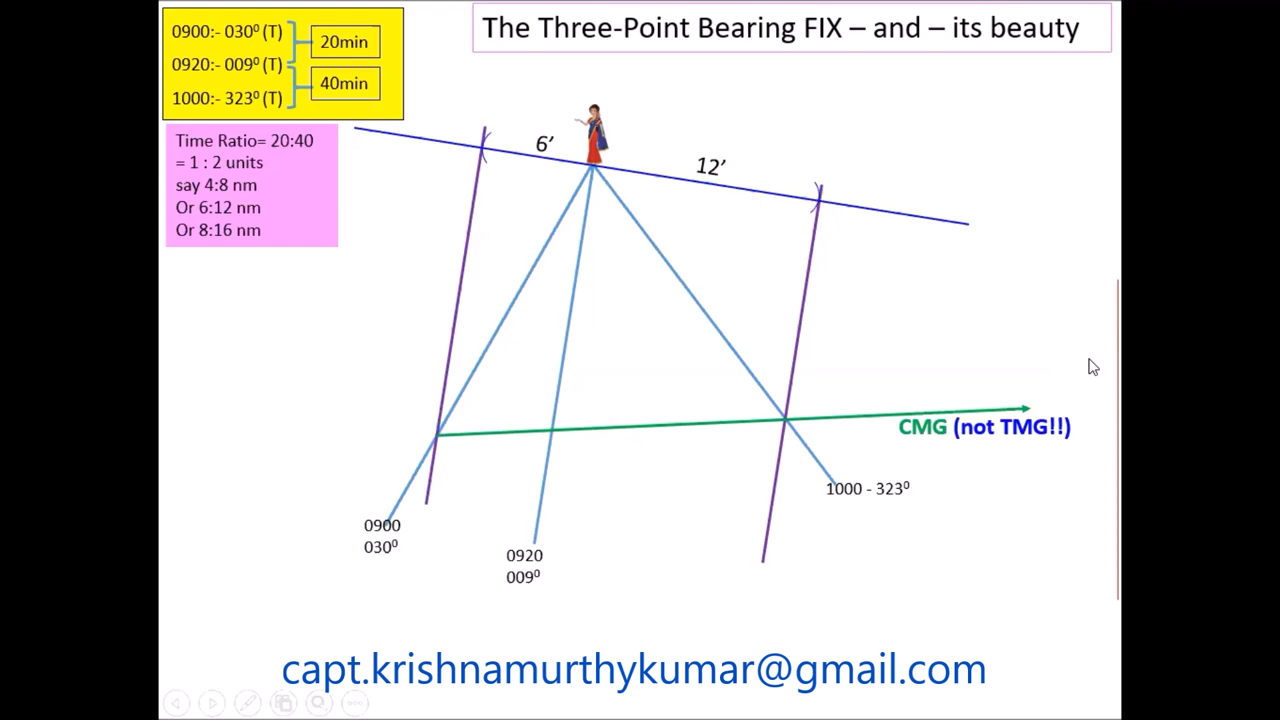 The Three-Point Bearing FIX – and – its beauty
0900:- 030⁰ (T)
0920:- 009⁰ (T)
1000:- 323⁰ (T)
20min
40min
Time Ratio= 20:40
= 1 : 2 units
say 4:8 nm
Or 6:12 nm
Or 8:16 nm
6’
12’
CMG (not TMG!!)
1000 - 323⁰
0900
030⁰
0920
009⁰
capt.krishnamurthykumar@gmail.com